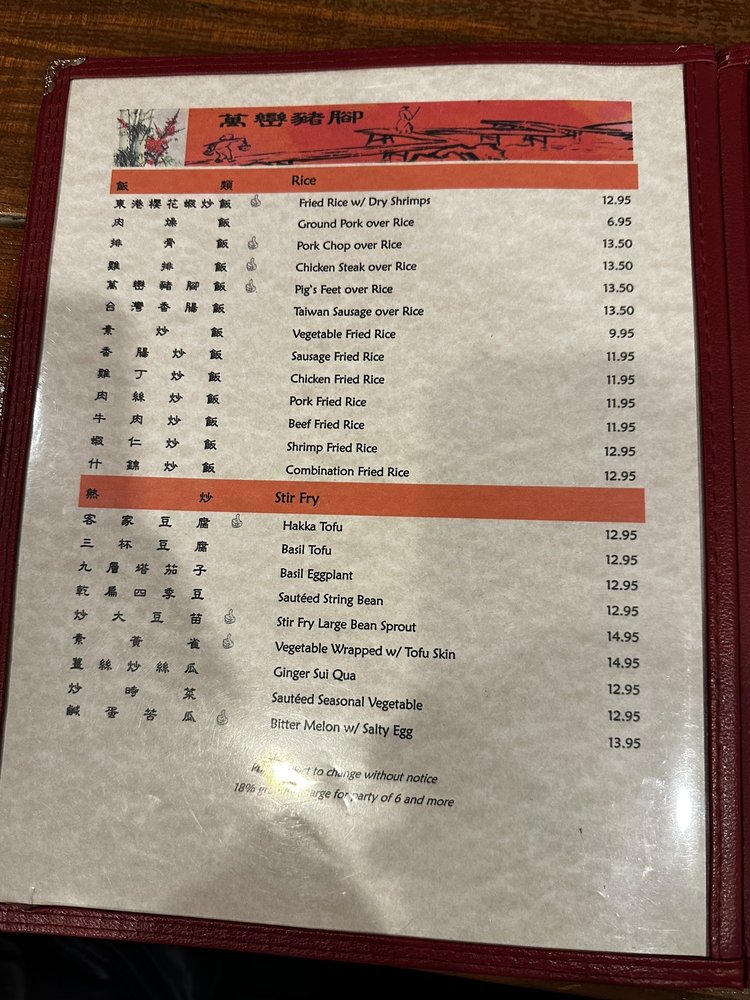 萬巒豬腳
飯類 Rice
東港櫻花蝦炒飯 Fried Rice w/ Dry Shrimps 12.95
肉燥飯 Ground Pork over Rice 6.95
排骨飯 Pork Chop over Rice 13.50
雞排飯 Chicken Steak over Rice 13.50
萬巒豬腳飯 Pig's Feet over Rice 13.50
台灣香腸飯 Taiwan Sausage over Rice 13.50
素炒飯 Vegetable Fried Rice 9.95
香腸炒飯 Sausage Fried Rice 11.95
雞丁炒飯 Chicken Fried Rice 11.95
肉絲炒飯 Pork Fried Rice 11.95
牛肉炒飯 Beef Fried Rice 11.95
蝦仁炒飯 Shrimp Fried Rice 12.95
什錦炒飯 Combination Fried Rice 12.95
熱炒 Stir Fry
客家豆腐 Hakka Tofu 12.95
三杯豆腐 Basil Tofu 12.95
九層塔茄子 Basil Eggplant 12.95
乾扁四季豆 Sautéed String Bean 12.95
炒大豆苗 Stir Fry Large Bean Sprout 14.95
素黃雀 Vegetable Wrapped w/ Tofu Skin 14.95
薑絲炒絲瓜 Ginger Sui Qua 12.95
炒時菜 Sautéed Seasonal Vegetable 12.95
鹹蛋苦瓜 Bitter Melon w/ Salty Egg 13.95
to change without notice
18% for party of 6 and more